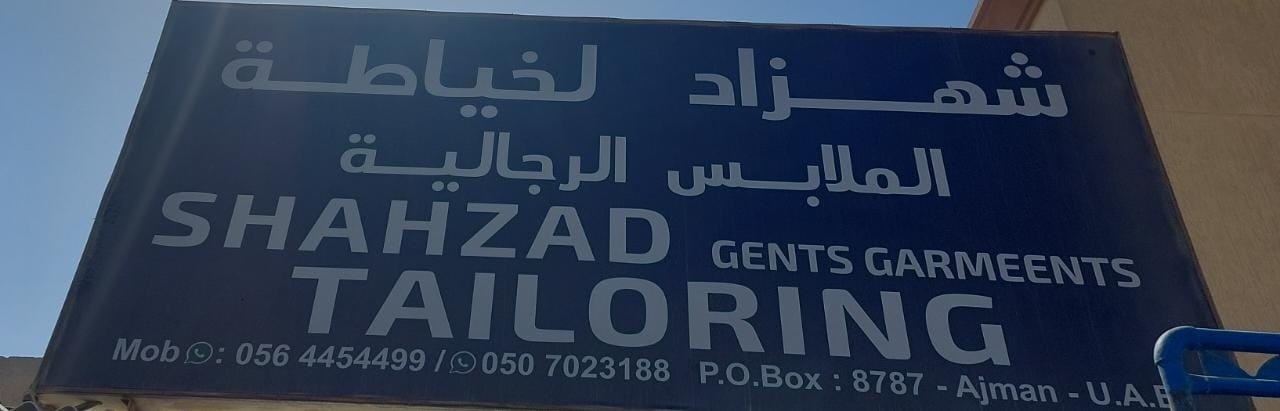 شهزاد لخياطة
الملابس الرجالية
SHAHZAD GENTS GARMEENTS
TAILORING
Mob : 056 4454499 / 050 7023188 P.O.Box : 8787 - Ajman - U.A.E